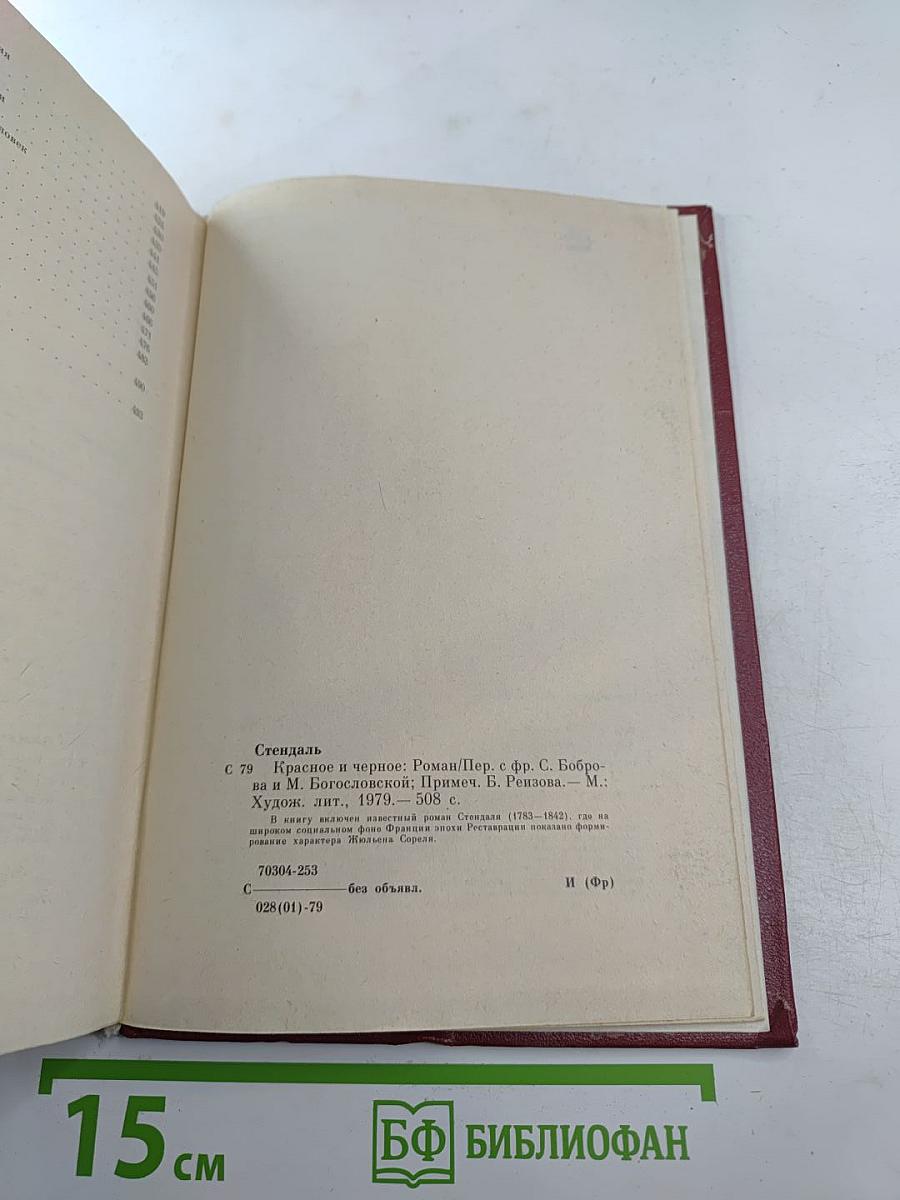 ловек
490
Стендаль
С 79 Красное и черное: Роман/Пер. с фр. С. Бобро-
ва и М. Богословской; Примеч. Б. Реизова.— М.:
Худож. лит., 1979.— 508 с.
В книгу включен известный роман Стендаля (1783—1842), где на
широком социальном фоне Франции эпохи Реставрации показано форми-
рование характера Жюльена Сореля.
70304-253
С————без объявл. И (Фр)
028(01)-79
15 см
БФ БИБЛИОФАН